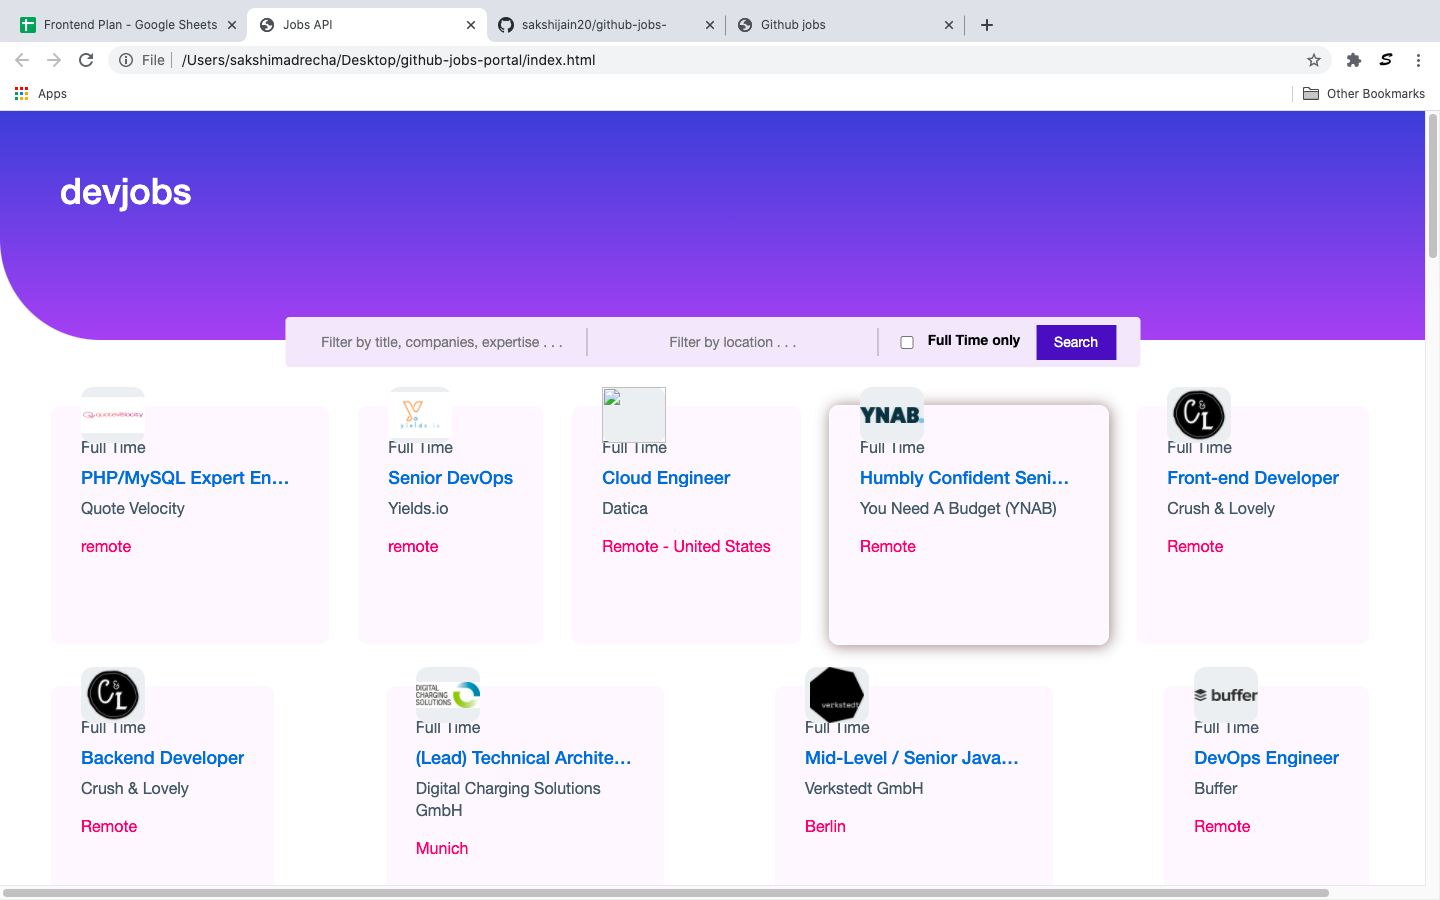 Frontend Plan - Google Sheets
Jobs API
sakshijain20/github-jobs-
Github jobs
File
/Users/sakshimadrecha/Desktop/github-jobs-portal/index.html
Apps
Other Bookmarks
devjobs
Filter by title, companies, expertise . . .
Filter by location . . .
Full Time only
Search
quotevelocity
Full Time
PHP/MySQL Expert En...
Quote Velocity
remote
yields.io
Full Time
Senior DevOps
Yields.io
remote
Full Time
Cloud Engineer
Datica
Remote - United States
YNAB.
Full Time
Humbly Confident Seni...
You Need A Budget (YNAB)
Remote
C&L
Full Time
Front-end Developer
Crush & Lovely
Remote
C&L
Full Time
Backend Developer
Crush & Lovely
Remote
DIGITAL
CHARGING
SOLUTIONS
Full Time
(Lead) Technical Archite...
Digital Charging Solutions
GmbH
Munich
verkstedt
Full Time
Mid-Level / Senior Java...
Verkstedt GmbH
Berlin
buffer
Full Time
DevOps Engineer
Buffer
Remote